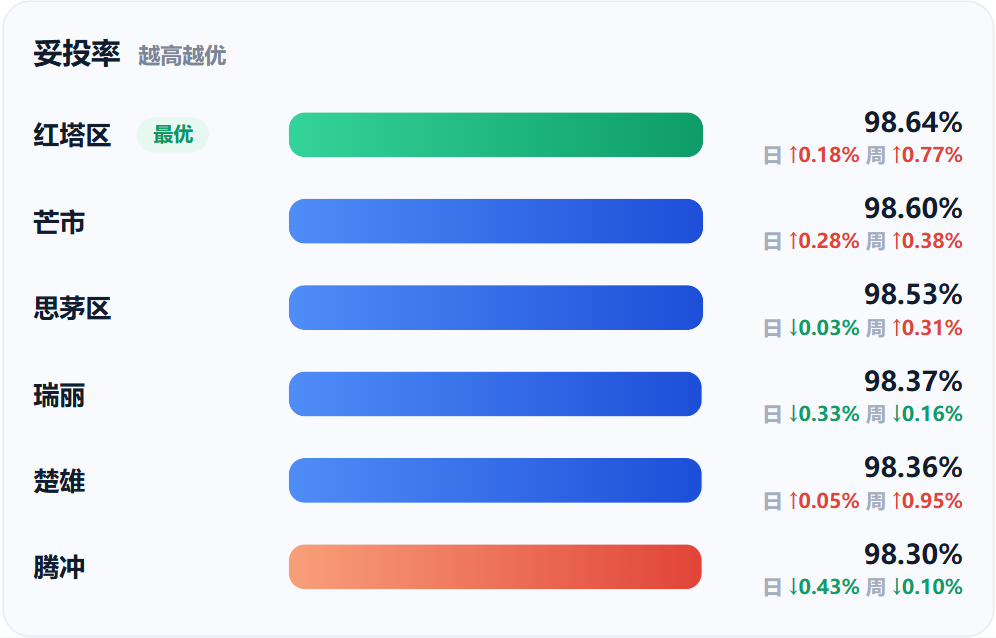 妥投率 越高越优
红塔区 最优 98.64%
日 ↑0.18% 周 ↑0.77%
芒市 98.60%
日 ↑0.28% 周 ↑0.38%
思茅区 98.53%
日 ↓0.03% 周 ↑0.31%
瑞丽 98.37%
日 ↓0.33% 周 ↓0.16%
楚雄 98.36%
日 ↑0.05% 周 ↑0.95%
腾冲 98.30%
日 ↓0.43% 周 ↓0.10%